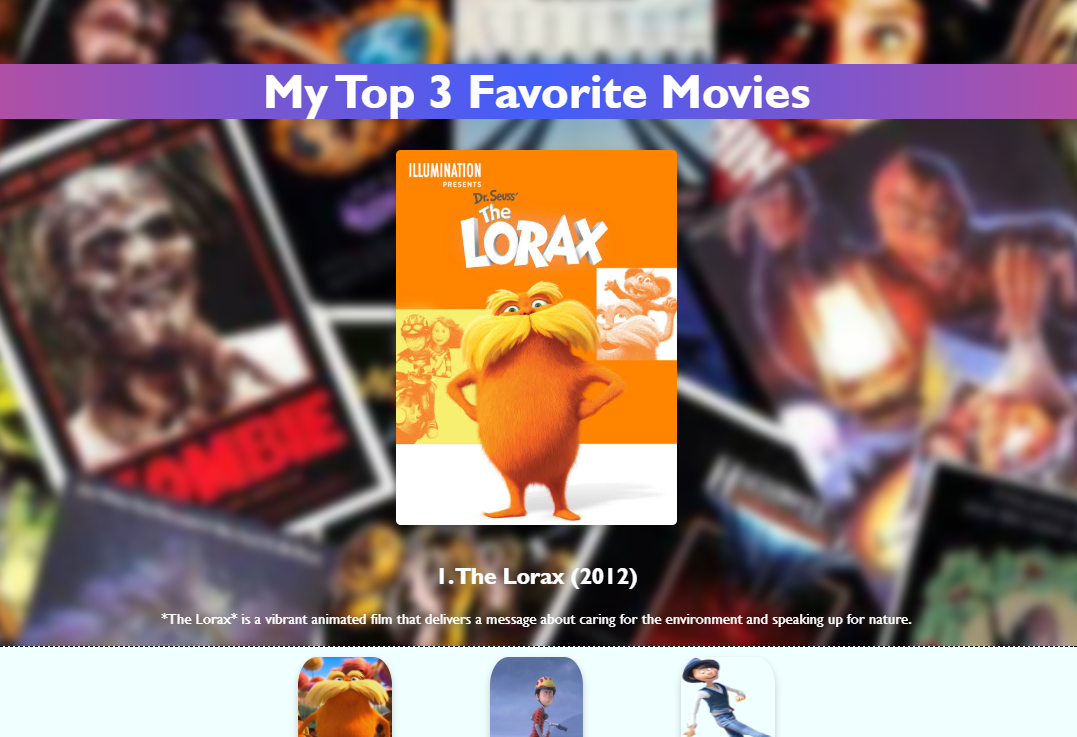 My Top 3 Favorite Movies
ILLUMINATION
PRESENTS
Dr. Seuss'
The
LORAX
ZOMBIE
1. The Lorax (2012)
*The Lorax* is a vibrant animated film that delivers a message about caring for the environment and speaking up for nature.